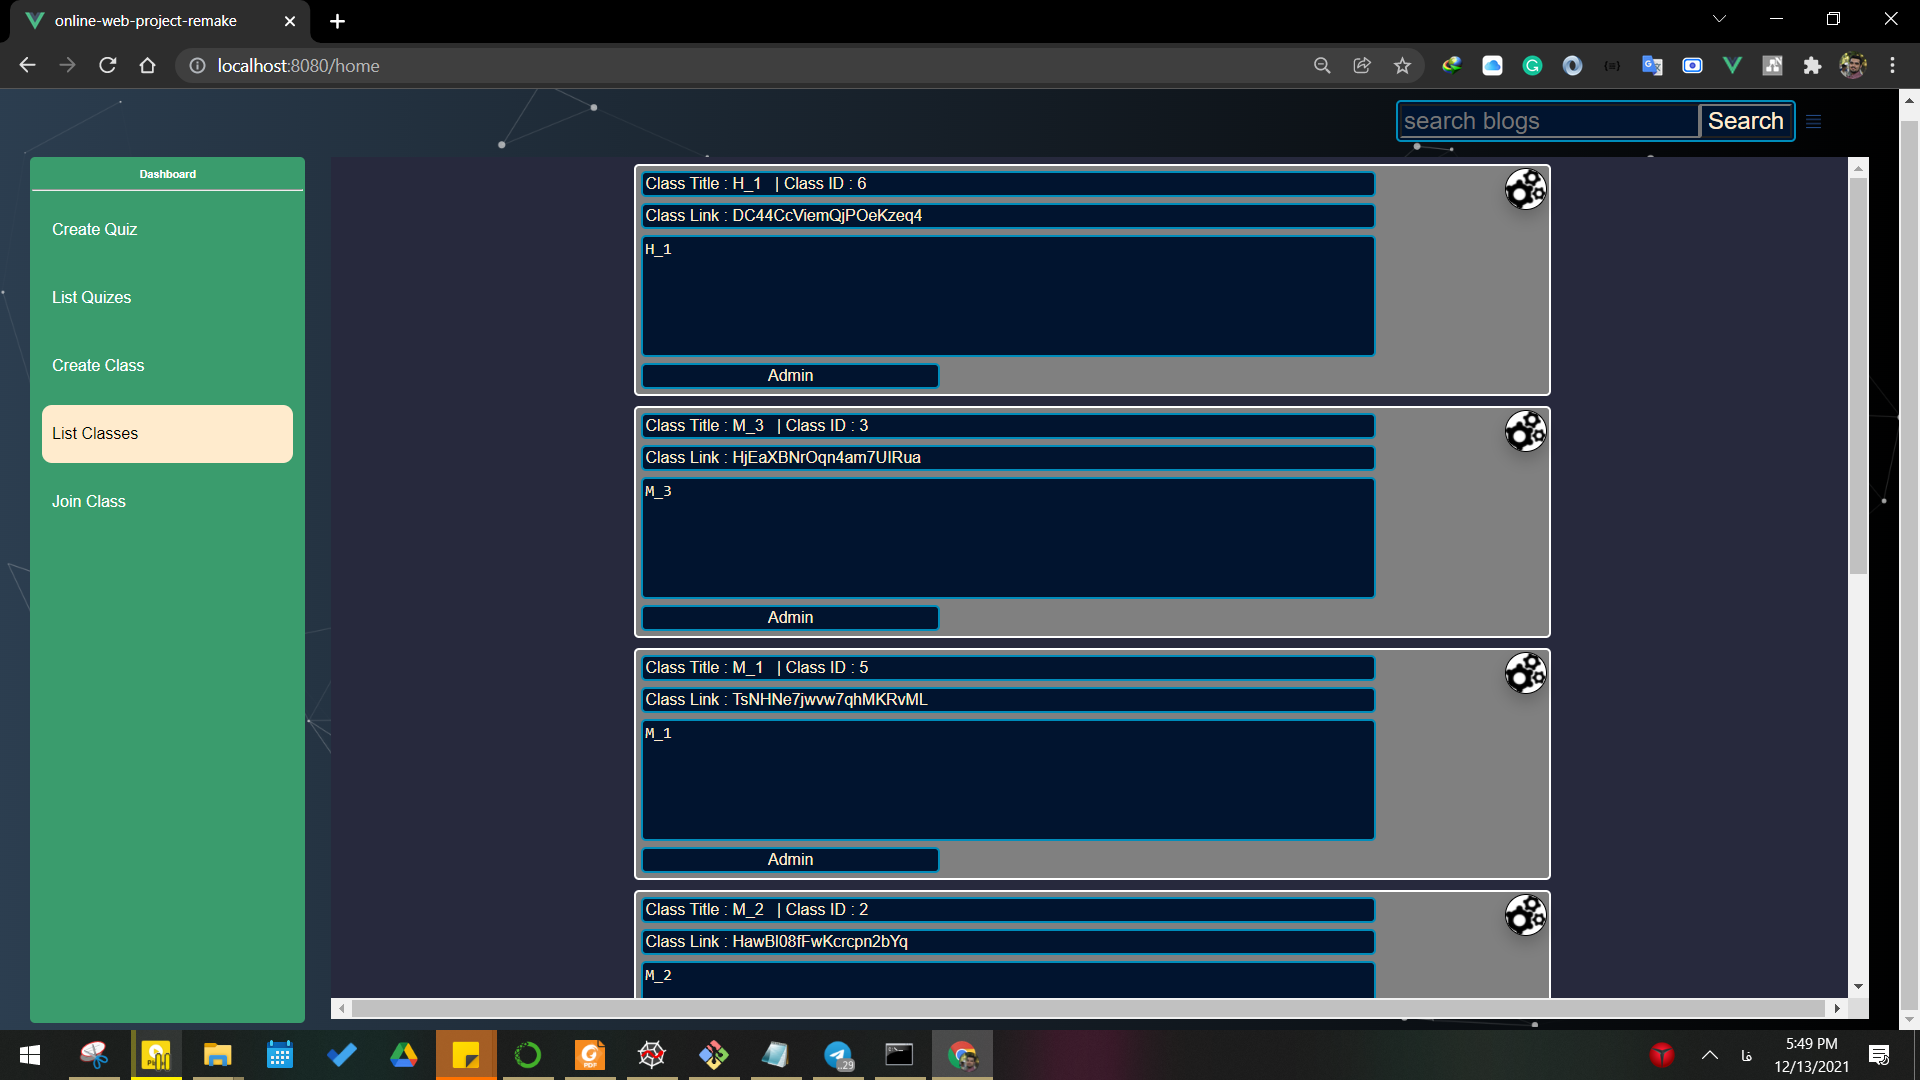 online-web-project-remake
localhost:8080/home
search blogs
Search
Dashboard
Create Quiz
List Quizes
Create Class
List Classes
Join Class
Class Title : H_1 | Class ID : 6
Class Link : DC44CcViemQjPOeKzeq4
H_1
Admin
Class Title : M_3 | Class ID : 3
Class Link : HjEaXBNrOqn4am7UIRua
M_3
Admin
Class Title : M_1 | Class ID : 5
Class Link : TsNHNe7jwvw7qhMKRvML
M_1
Admin
Class Title : M_2 | Class ID : 2
Class Link : HawBl08fFwKcrcpn2bYq
M_2
..29
فا
5:49 PM
12/13/2021